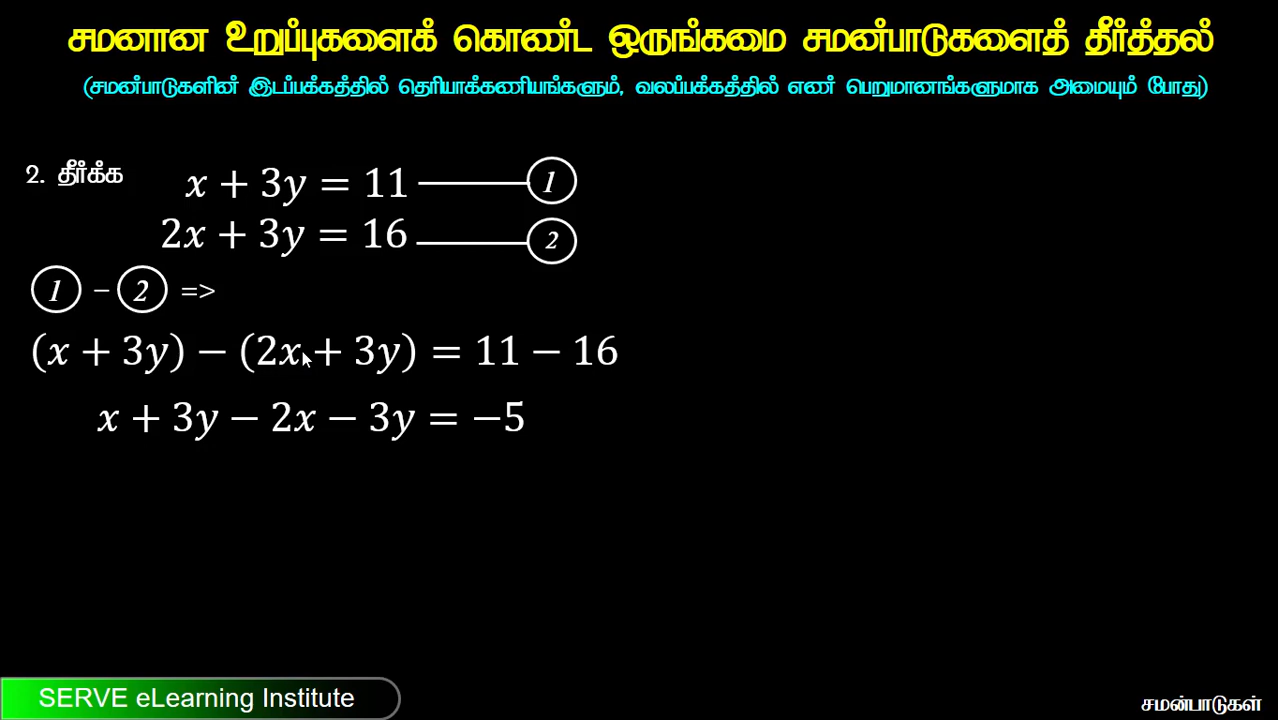 சமனான உறுப்புகளைக் கொண்ட ஒருங்கமை சமன்பாடுகளைத் தீர்த்தல்
(சமன்பாடுகளின் இடப்பக்கத்தில் தெரியாக்கணியங்களும், வலப்பக்கத்தில் எண் பெறுமானங்களுமாக அமையும் போது)
2. தீர்க்க x + 3y = 11 ——— 1
2x + 3y = 16 ——— 2
1 – 2 =>
(x + 3y) − (2x + 3y) = 11 − 16
x + 3y − 2x − 3y = −5
SERVE eLearning Institute
சமன்பாடுகள்